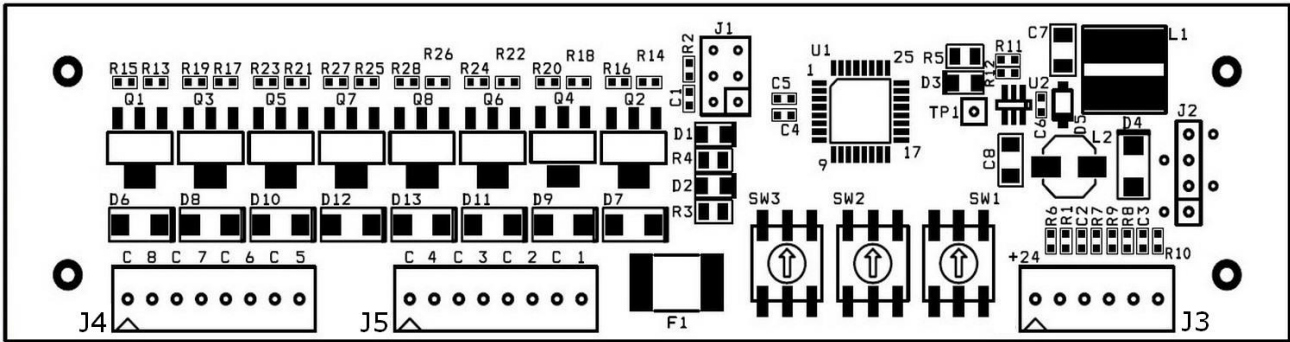 J1
R26 R22 R18 R14
R15 R13 R19 R17 R23 R21 R27 R25 R28 R24 R20 R16
R2
U1
25
R5
R11
C7
L1
Q1 Q3 Q5 Q7 Q8 Q6 Q4 Q2
1
D3
R12
U2
C1
C5
TP1
C6
D5
D4
J2
C4
D1
L2
R4
9
17
C8
D2
D6 D8 D10 D12 D13 D11 D9 D7
R3
SW3 SW2 SW1
R6 R1 C2 R7 R9 R8 C3
R10
C 8 C 7 C 6 C 5
C 4 C 3 C 2 C 1
+24
J4
J5
F1
J3